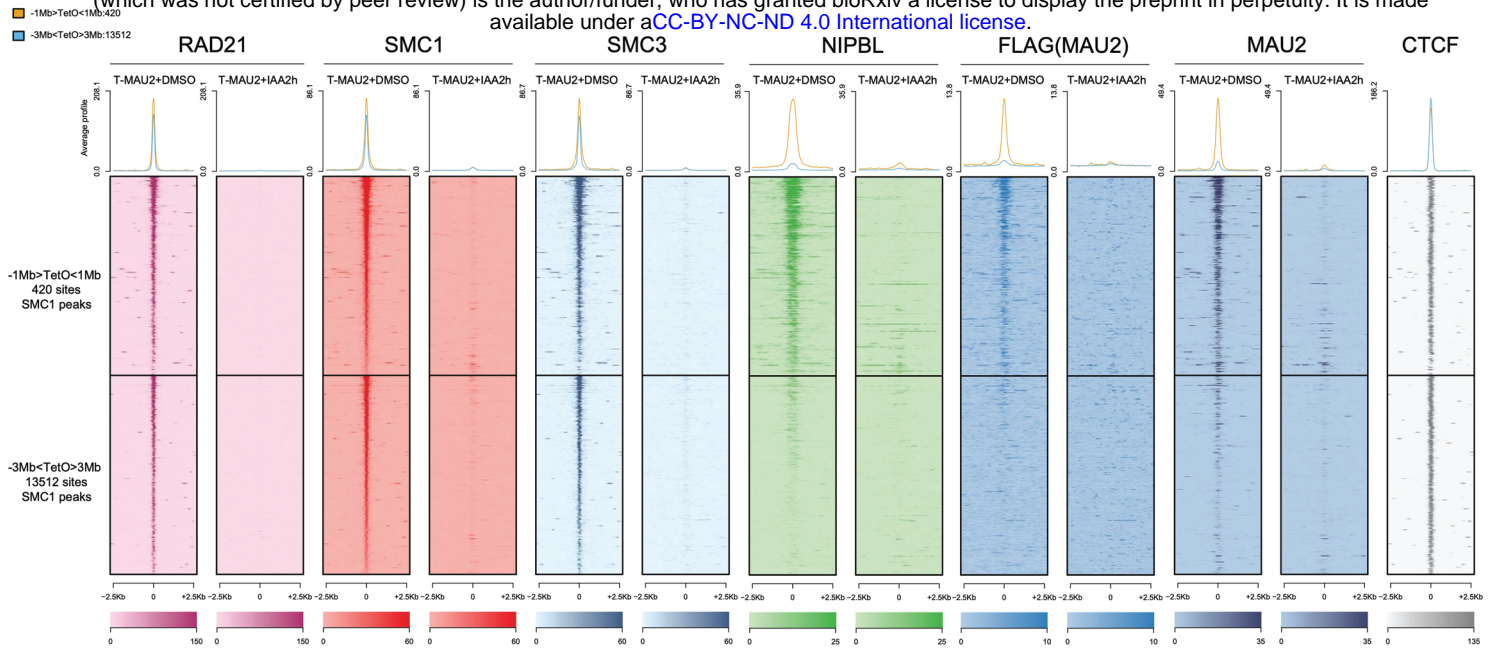 (which was not certified by peer review) is the author/funder, who has granted bioRxiv a license to display the preprint in perpetuity. It is made
available under aCC-BY-NC-ND 4.0 International license.
-1Mb>TetO<1Mb:420
-3Mb<TetO>3Mb:13512
RAD21 SMC1 SMC3 NIPBL FLAG(MAU2) MAU2 CTCF
T-MAU2+DMSO T-MAU2+IAA2h T-MAU2+DMSO T-MAU2+IAA2h T-MAU2+DMSO T-MAU2+IAA2h T-MAU2+DMSO T-MAU2+IAA2h T-MAU2+DMSO T-MAU2+IAA2h T-MAU2+DMSO T-MAU2+IAA2h
Average profile
208.1 208.1 86.1 86.1 86.7 86.7 35.9 35.9 13.8 13.8 49.4 49.4 186.2
0.0 0.0 0.0 0.0 0.0 0.0 0.0 0.0 0.0 0.0 0.0 0.0 0.0
-1Mb>TetO<1Mb
420 sites
SMC1 peaks
-3Mb<TetO>3Mb
13512 sites
SMC1 peaks
−2.5Kb 0 +2.5Kb −2.5Kb 0 +2.5Kb −2.5Kb 0 +2.5Kb −2.5Kb 0 +2.5Kb −2.5Kb 0 +2.5Kb −2.5Kb 0 +2.5Kb −2.5Kb 0 +2.5Kb −2.5Kb 0 +2.5Kb −2.5Kb 0 +2.5Kb −2.5Kb 0 +2.5Kb −2.5Kb 0 +2.5Kb −2.5Kb 0 +2.5Kb −2.5Kb 0 +2.5Kb
0 150 0 150 0 60 0 60 0 60 0 60 0 25 0 25 0 10 0 10 0 35 0 35 0 135